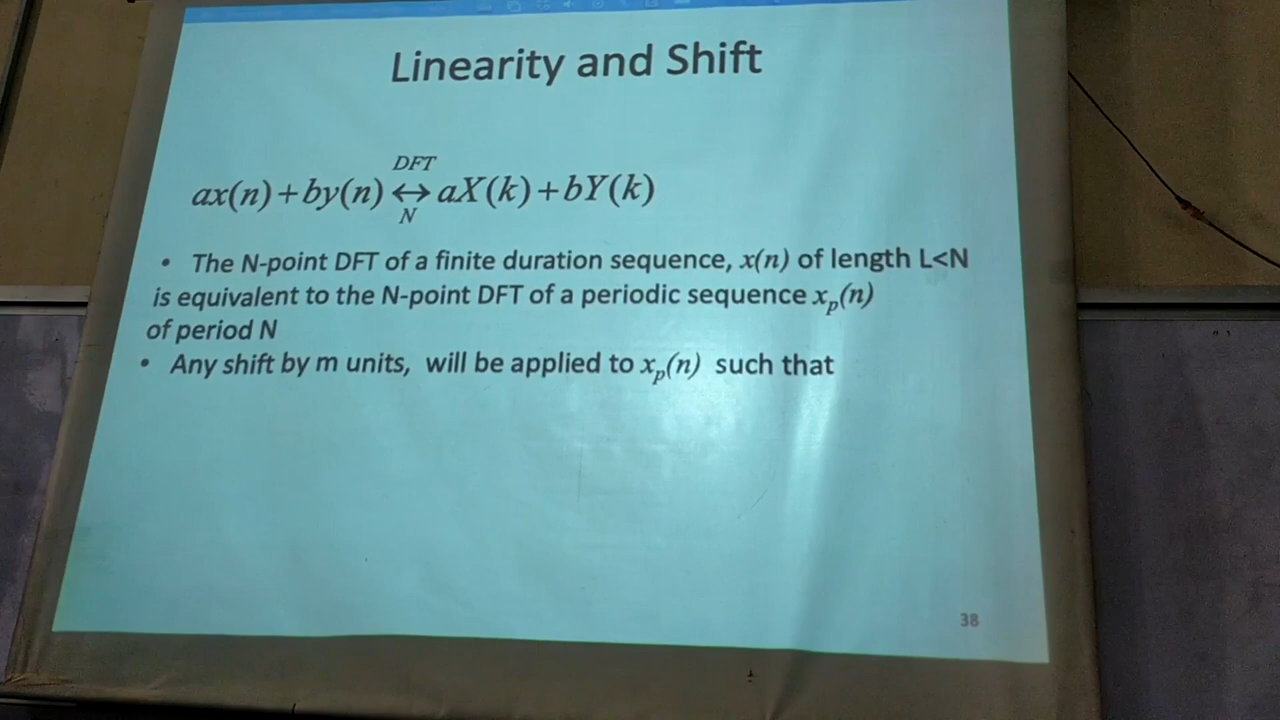 Linearity and Shift
DFT
ax(n)+by(n) ↔ aX(k)+bY(k)
N
• The N-point DFT of a finite duration sequence, x(n) of length L<N
is equivalent to the N-point DFT of a periodic sequence xₚ(n)
of period N
• Any shift by m units, will be applied to xₚ(n) such that
38